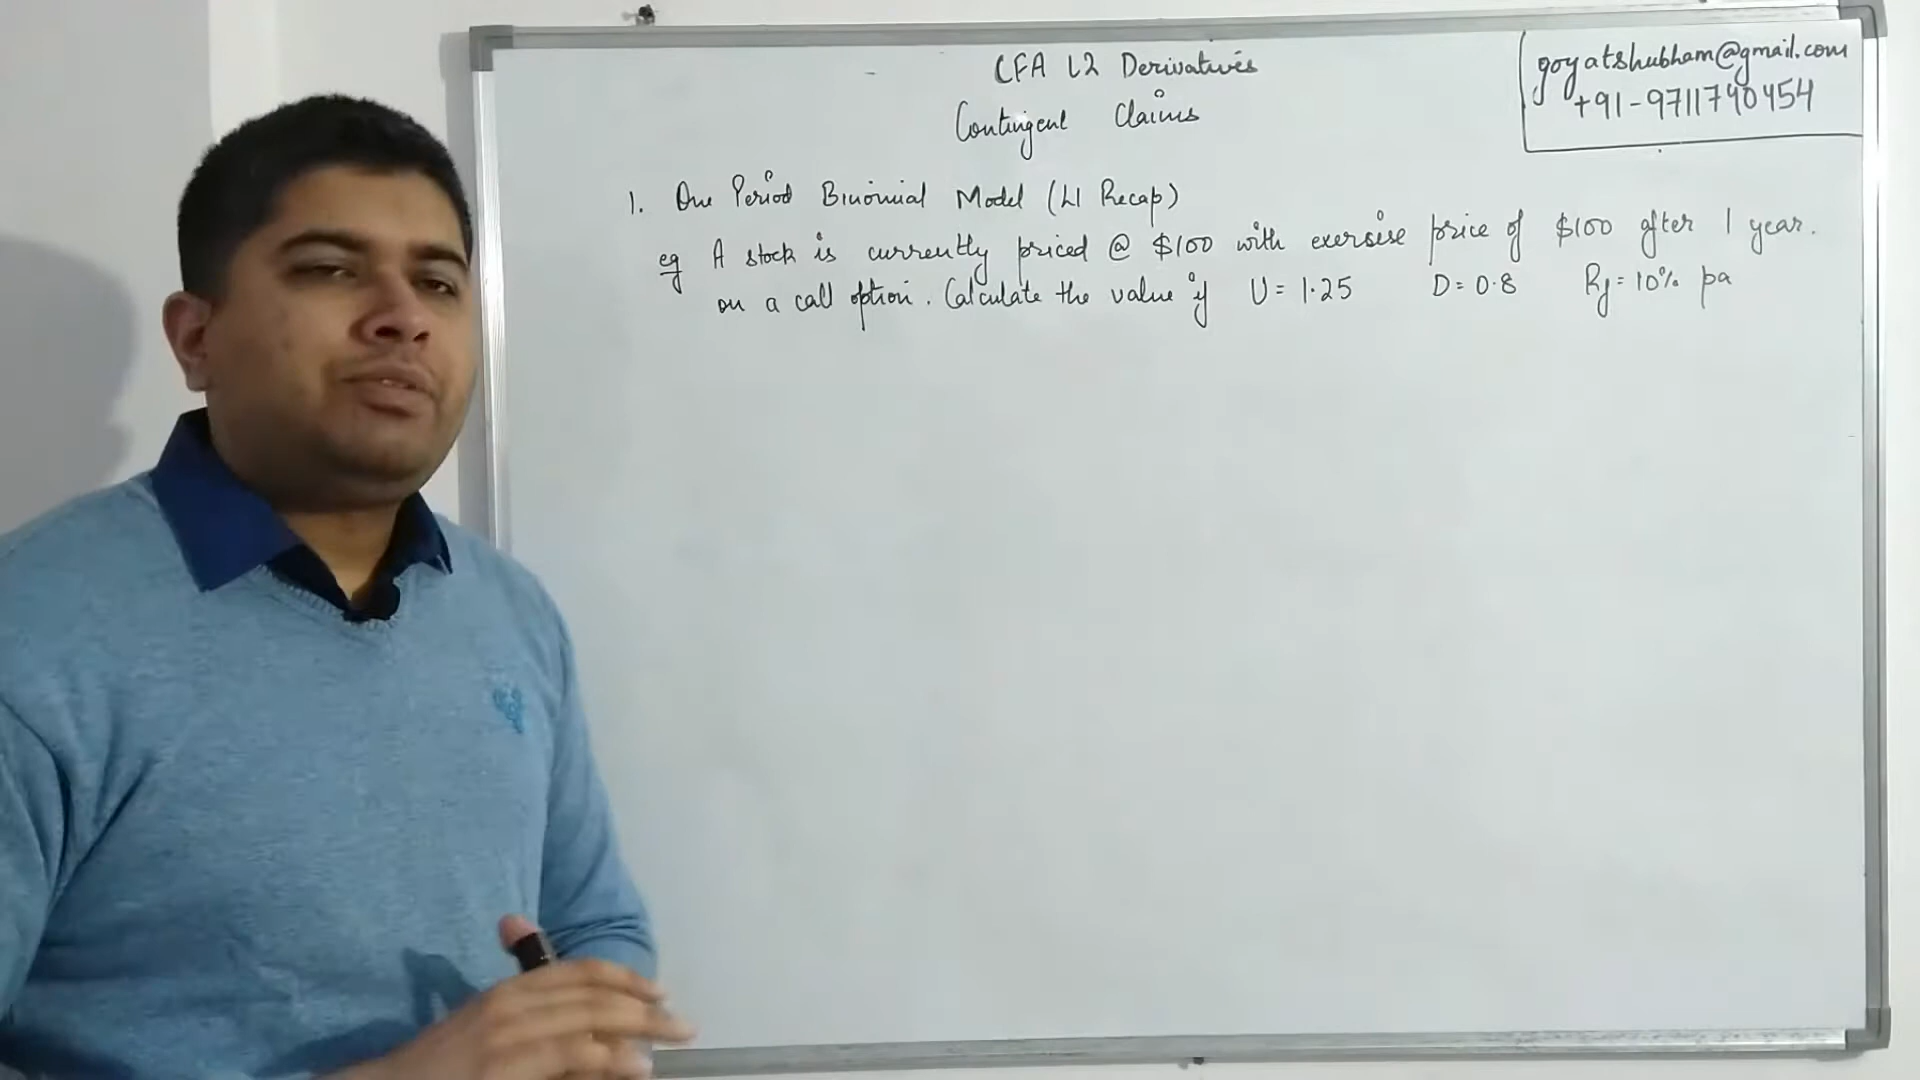 CFA L2 Derivatives
Contingent Claims
goyatshubham@gmail.com
+91-9711740454
1. One Period Binomial Model (L1 Recap)
eg A stock is currently priced @ $100 with exersise price of $100 after 1 year.
on a call option. Calculate the value if U = 1.25 D = 0.8 Rf = 10% pa